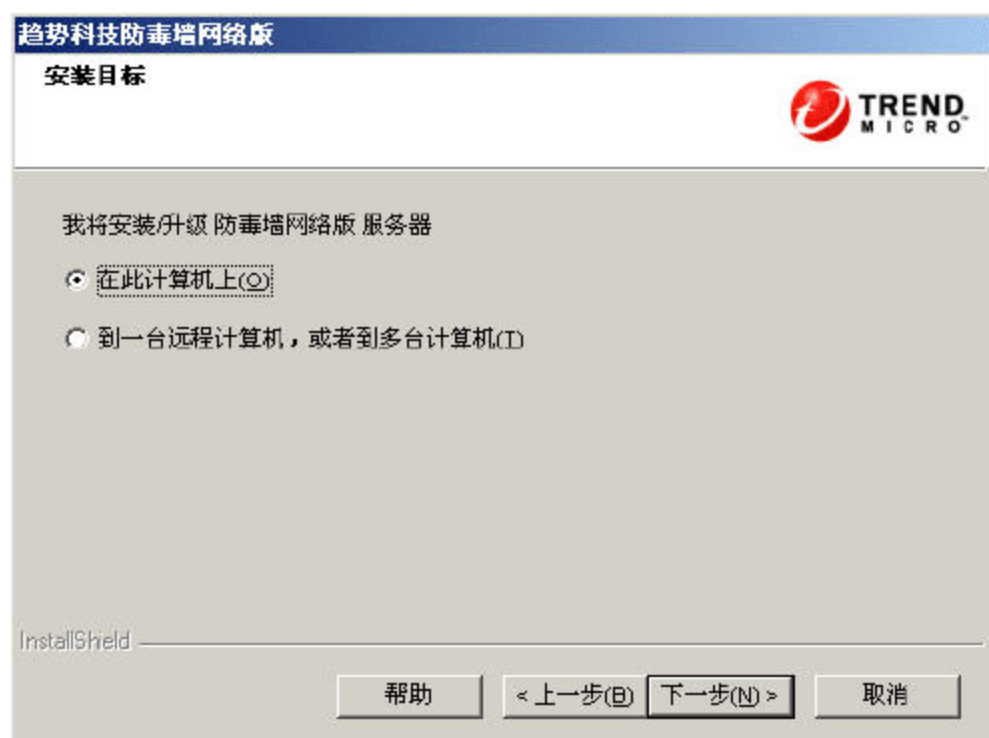 趋势科技防毒墙网络版
安装目标
TREND
MICRO
我将安装/升级 防毒墙网络版 服务器
在此计算机上(O)
到一台远程计算机，或者到多台计算机(T)
InstallShield
帮助
< 上一步(B)
下一步(N) >
取消